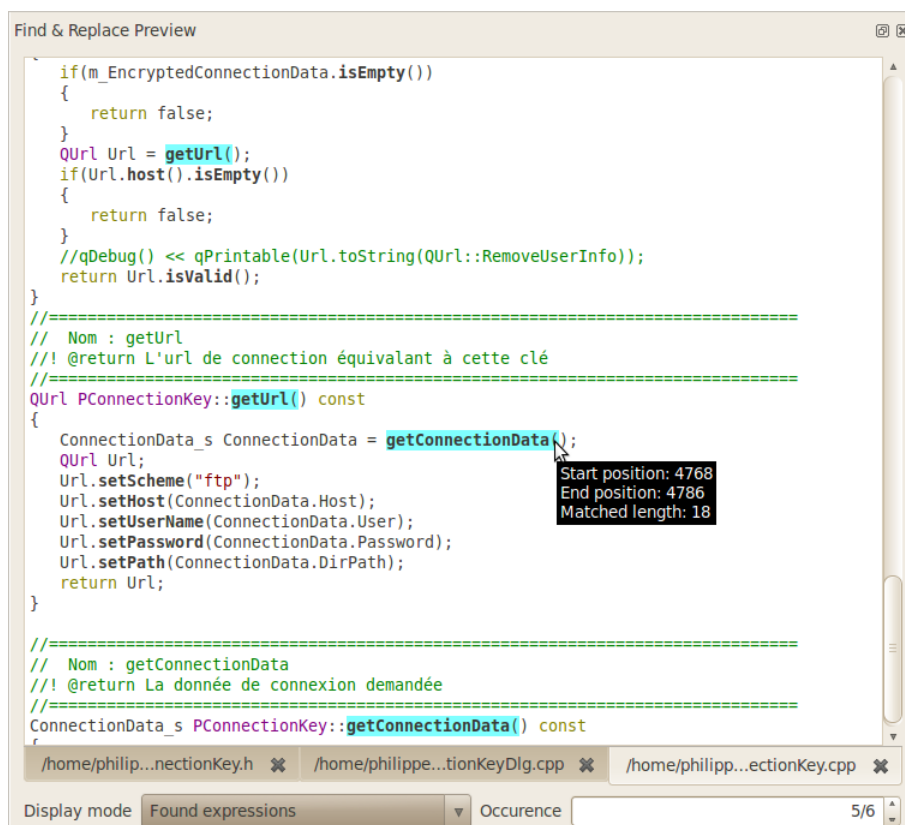 Find & Replace Preview
{
if(m_EncryptedConnectionData.isEmpty())
{
return false;
}
QUrl Url = getUrl();
if(Url.host().isEmpty())
{
return false;
}
//qDebug() << qPrintable(Url.toString(QUrl::RemoveUserInfo));
return Url.isValid();
}
//==============================================================================
//  Nom : getUrl
//! @return L'url de connection équivalant à cette clé
//==============================================================================
QUrl PConnectionKey::getUrl() const
{
ConnectionData_s ConnectionData = getConnectionData();
QUrl Url;
Url.setScheme("ftp");
Url.setHost(ConnectionData.Host);
Url.setUserName(ConnectionData.User);
Url.setPassword(ConnectionData.Password);
Url.setPath(ConnectionData.DirPath);
return Url;
}
Start position: 4768
End position: 4786
Matched length: 18
//==============================================================================
//  Nom : getConnectionData
//! @return La donnée de connexion demandée
//==============================================================================
ConnectionData_s PConnectionKey::getConnectionData() const
{
/home/philip...nectionKey.h /home/philippe...tionKeyDlg.cpp /home/philipp...ectionKey.cpp
Display mode Found expressions Occurence 5/6